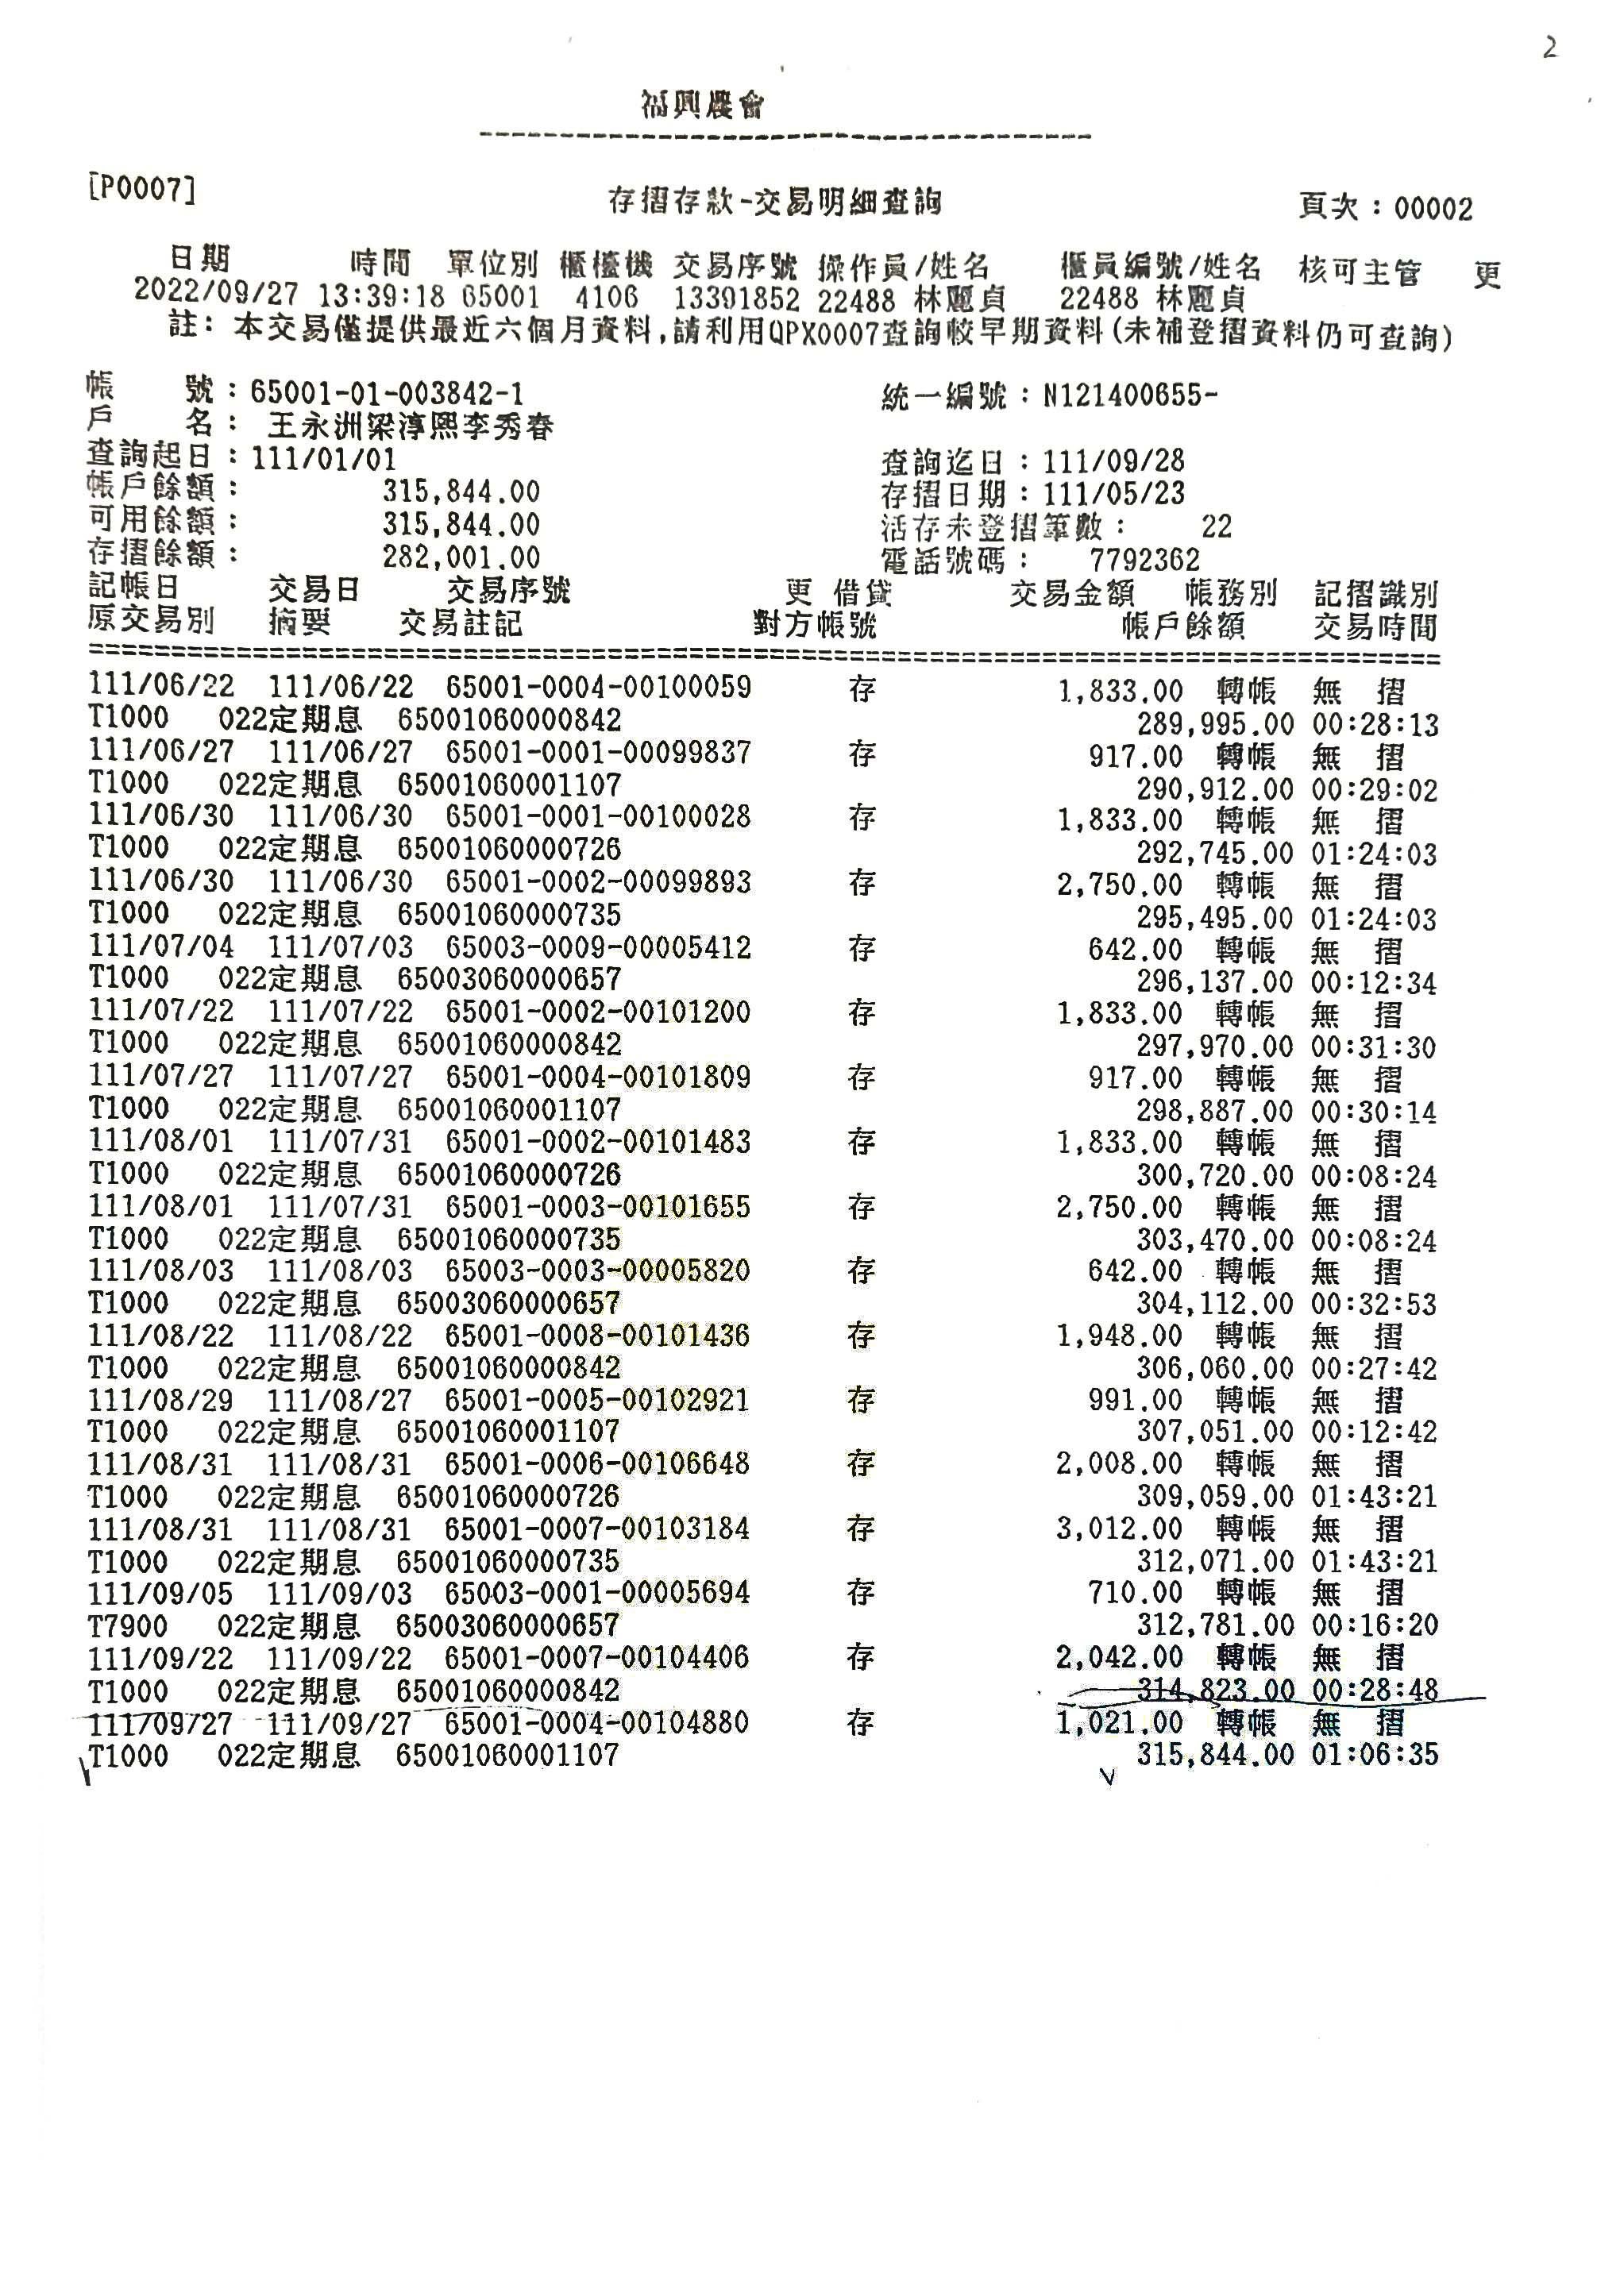 2
福興農會
--------------------------------------
[P0007] 存摺存款-交易明細查詢 頁次：00002
日期 時間 單位別 櫃檯機 交易序號 操作員/姓名 櫃員編號/姓名 核可主管 更
2022/09/27 13:39:18 65001 4106 13391852 22488 林麗貞 22488 林麗貞
註：本交易僅提供最近六個月資料,請利用QPX0007查詢較早期資料(未補登摺資料仍可查詢)
帳 號：65001-01-003842-1 統一編號：N121400655-
戶 名： 王永洲梁淳熙李秀春
查詢起日：111/01/01 查詢迄日：111/09/28
帳戶餘額： 315,844.00 存摺日期：111/05/23
可用餘額： 315,844.00 活存未登摺筆數： 22
存摺餘額： 282,001.00 電話號碼： 7792362
記帳日 交易日 交易序號 更 借貸 交易金額 帳務別 記摺識別
原交易別 摘要 交易註記 對方帳號 帳戶餘額 交易時間
====================================================================================
111/06/22 111/06/22 65001-0004-00100059 存 1,833.00 轉帳 無 摺
T1000 022定期息 65001060000842 289,995.00 00:28:13
111/06/27 111/06/27 65001-0001-00099837 存 917.00 轉帳 無 摺
T1000 022定期息 65001060001107 290,912.00 00:29:02
111/06/30 111/06/30 65001-0001-00100028 存 1,833.00 轉帳 無 摺
T1000 022定期息 65001060000726 292,745.00 01:24:03
111/06/30 111/06/30 65001-0002-00099893 存 2,750.00 轉帳 無 摺
T1000 022定期息 65001060000735 295,495.00 01:24:03
111/07/04 111/07/03 65003-0009-00005412 存 642.00 轉帳 無 摺
T1000 022定期息 65003060000657 296,137.00 00:12:34
111/07/22 111/07/22 65001-0002-00101200 存 1,833.00 轉帳 無 摺
T1000 022定期息 65001060000842 297,970.00 00:31:30
111/07/27 111/07/27 65001-0004-00101809 存 917.00 轉帳 無 摺
T1000 022定期息 65001060001107 298,887.00 00:30:14
111/08/01 111/07/31 65001-0002-00101483 存 1,833.00 轉帳 無 摺
T1000 022定期息 65001060000726 300,720.00 00:08:24
111/08/01 111/07/31 65001-0003-00101655 存 2,750.00 轉帳 無 摺
T1000 022定期息 65001060000735 303,470.00 00:08:24
111/08/03 111/08/03 65003-0003-00005820 存 642.00 轉帳 無 摺
T1000 022定期息 65003060000657 304,112.00 00:32:53
111/08/22 111/08/22 65001-0008-00101436 存 1,948.00 轉帳 無 摺
T1000 022定期息 65001060000842 306,060.00 00:27:42
111/08/29 111/08/27 65001-0005-00102921 存 991.00 轉帳 無 摺
T1000 022定期息 65001060001107 307,051.00 00:12:42
111/08/31 111/08/31 65001-0006-00106648 存 2,008.00 轉帳 無 摺
T1000 022定期息 65001060000726 309,059.00 01:43:21
111/08/31 111/08/31 65001-0007-00103184 存 3,012.00 轉帳 無 摺
T1000 022定期息 65001060000735 312,071.00 01:43:21
111/09/05 111/09/03 65003-0001-00005694 存 710.00 轉帳 無 摺
T7900 022定期息 65003060000657 312,781.00 00:16:20
111/09/22 111/09/22 65001-0007-00104406 存 2,042.00 轉帳 無 摺
T1000 022定期息 65001060000842 314,823.00 00:28:48
111/09/27 111/09/27 65001-0004-00104880 存 1,021.00 轉帳 無 摺
T1000 022定期息 65001060001107 315,844.00 01:06:35